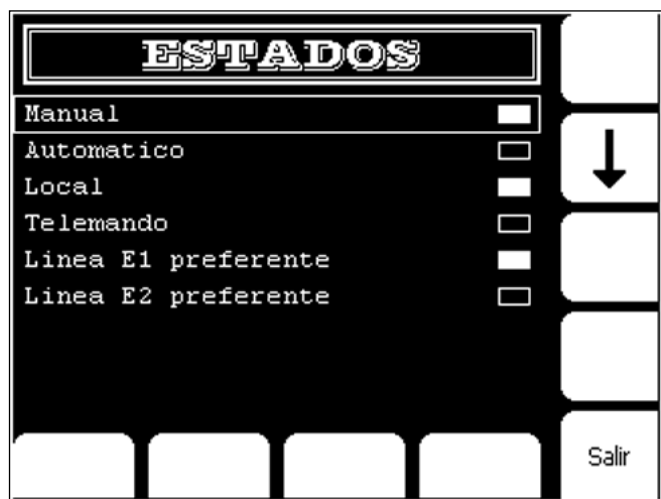 ESTADOS
Manual
Automatico
Local
Telemando
Linea E1 preferente
Linea E2 preferente
Salir